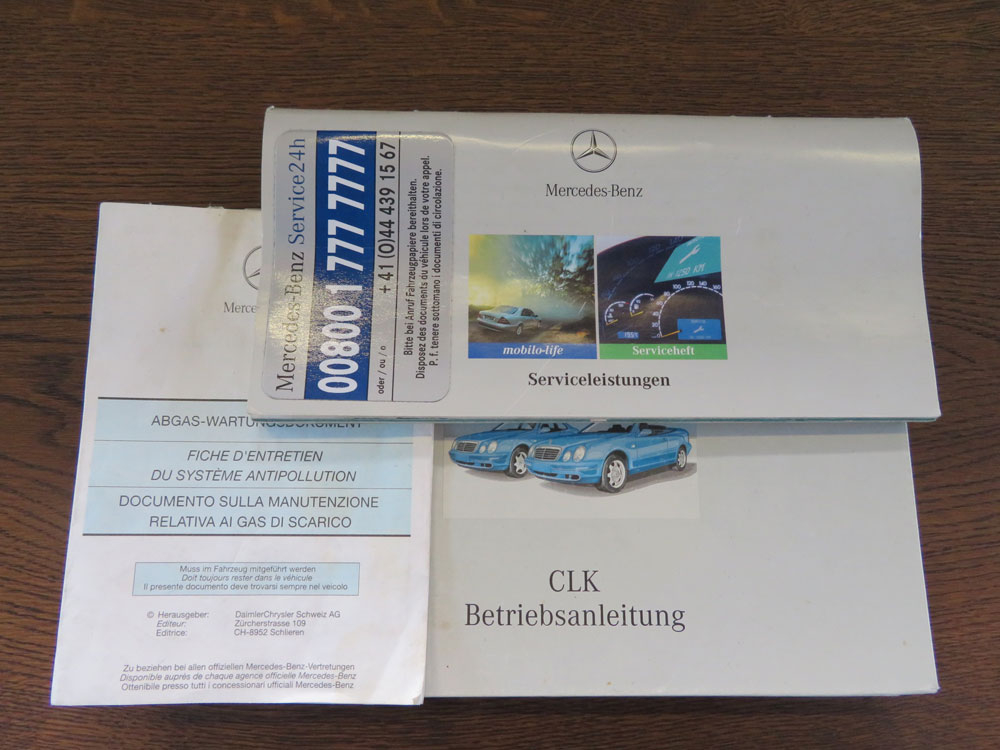 Mercedes-Benz
mobilo-life
Serviceheft
Serviceleistungen
Mercedes-Benz Service24h
00800 1 777 7777
oder / ou / o + 41 (0)44 439 15 67
Bitte bei Anruf Fahrzeugpapiere bereithalten.
Disposez des documents du véhicule lors de votre appel.
P. f. tenere sottomano i documenti di circolazione.
ABGAS-WARTUNGSDOKUMENT
FICHE D'ENTRETIEN
DU SYSTÈME ANTIPOLLUTION
DOCUMENTO SULLA MANUTENZIONE
RELATIVA AI GAS DI SCARICO
Muss im Fahrzeug mitgeführt werden
Doit toujours rester dans le véhicule
Il presente documento deve trovarsi sempre nel veicolo
© Herausgeber: DaimlerChrysler Schweiz AG
Editeur: Zürcherstrasse 109
Editrice: CH-8952 Schlieren
Zu beziehen bei allen offiziellen Mercedes-Benz-Vertretungen
Disponible auprès de chaque agence officielle Mercedes-Benz
Ottenibile presso tutti i concessionari ufficiali Mercedes-Benz
CLK
Betriebsanleitung